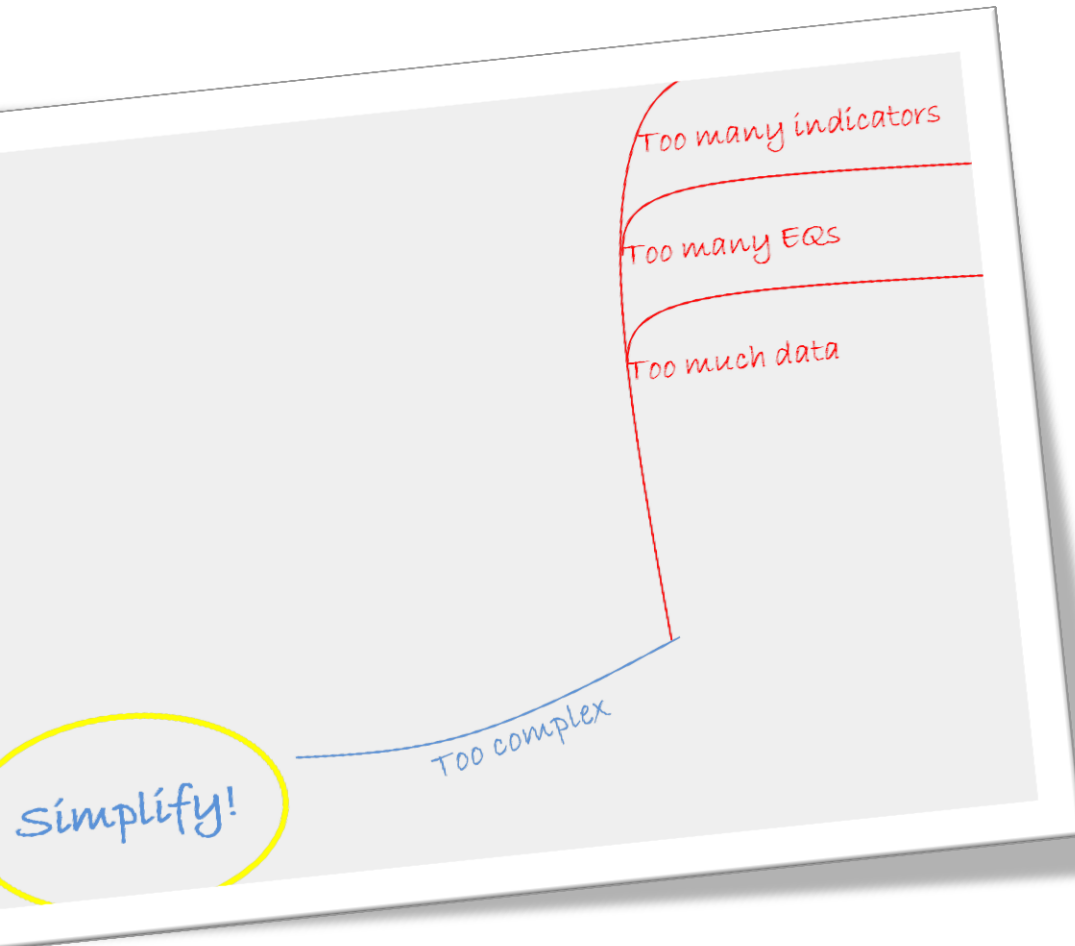 Too many indicators
Too many EQs
Too much data
Too complex
Simplify!